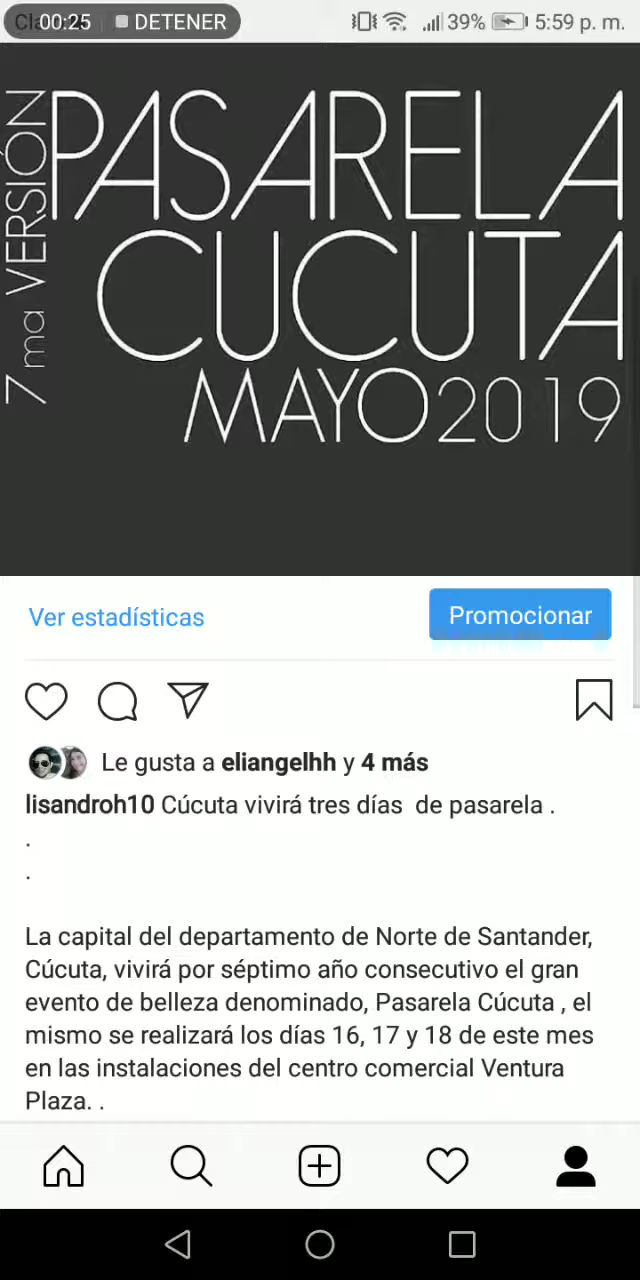 00:25 DETENER 39% 5:59 p. m.
7 ma VERSIÓN
PASARELA
CUCUTA
MAYO2019
Ver estadísticas
Promocionar
Le gusta a eliangelhh y 4 más
lisandroh10 Cúcuta vivirá tres días de pasarela .
.
.
La capital del departamento de Norte de Santander,
Cúcuta, vivirá por séptimo año consecutivo el gran
evento de belleza denominado, Pasarela Cúcuta , el
mismo se realizará los días 16, 17 y 18 de este mes
en las instalaciones del centro comercial Ventura
Plaza. .